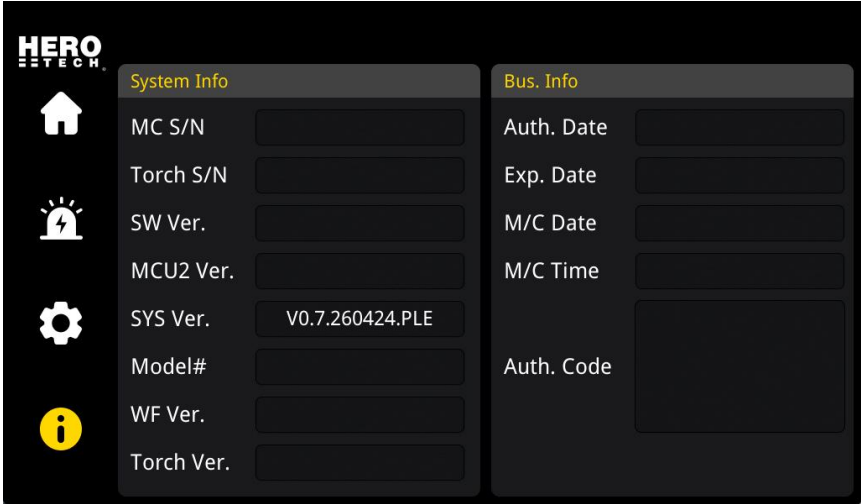 HERO
TECH
System Info
MC S/N
Torch S/N
SW Ver.
MCU2 Ver.
SYS Ver. V0.7.260424.PLE
Model#
WF Ver.
Torch Ver.
Bus. Info
Auth. Date
Exp. Date
M/C Date
M/C Time
Auth. Code